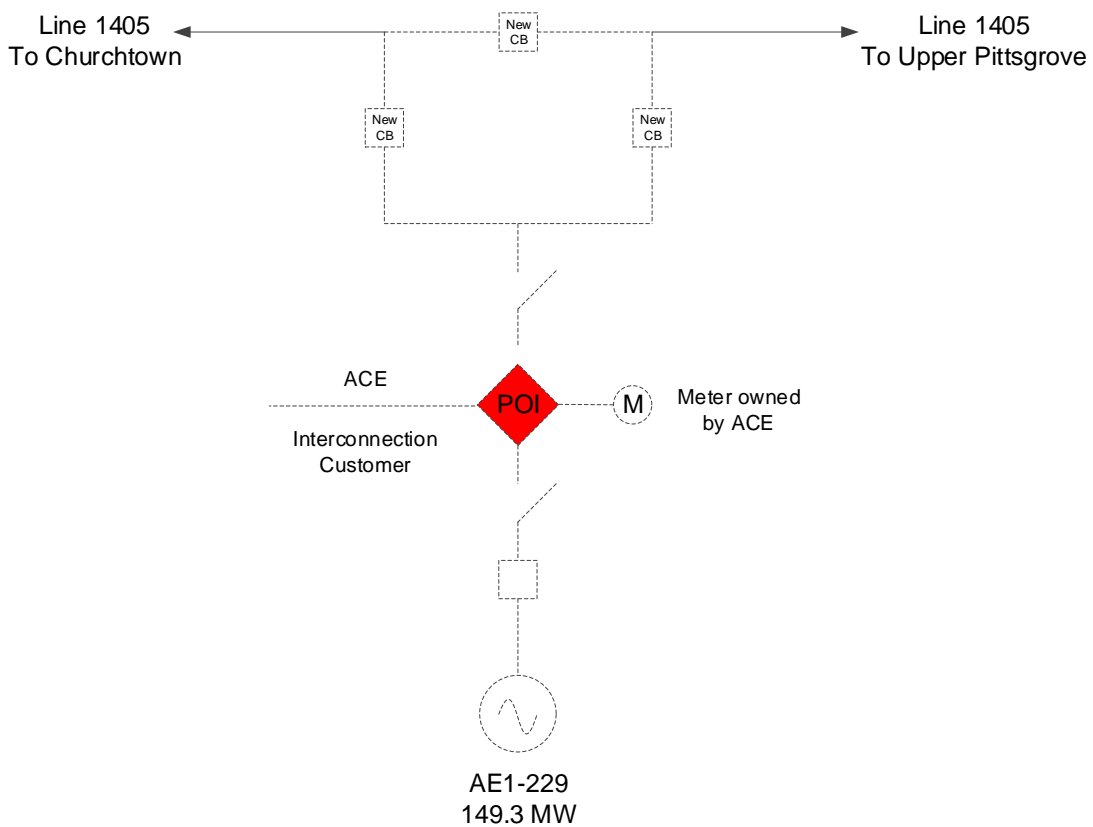 Line 1405
To Churchtown
New
CB
Line 1405
To Upper Pittsgrove
New
CB
New
CB
ACE
POI
M
Meter owned
by ACE
Interconnection
Customer
AE1-229
149.3 MW